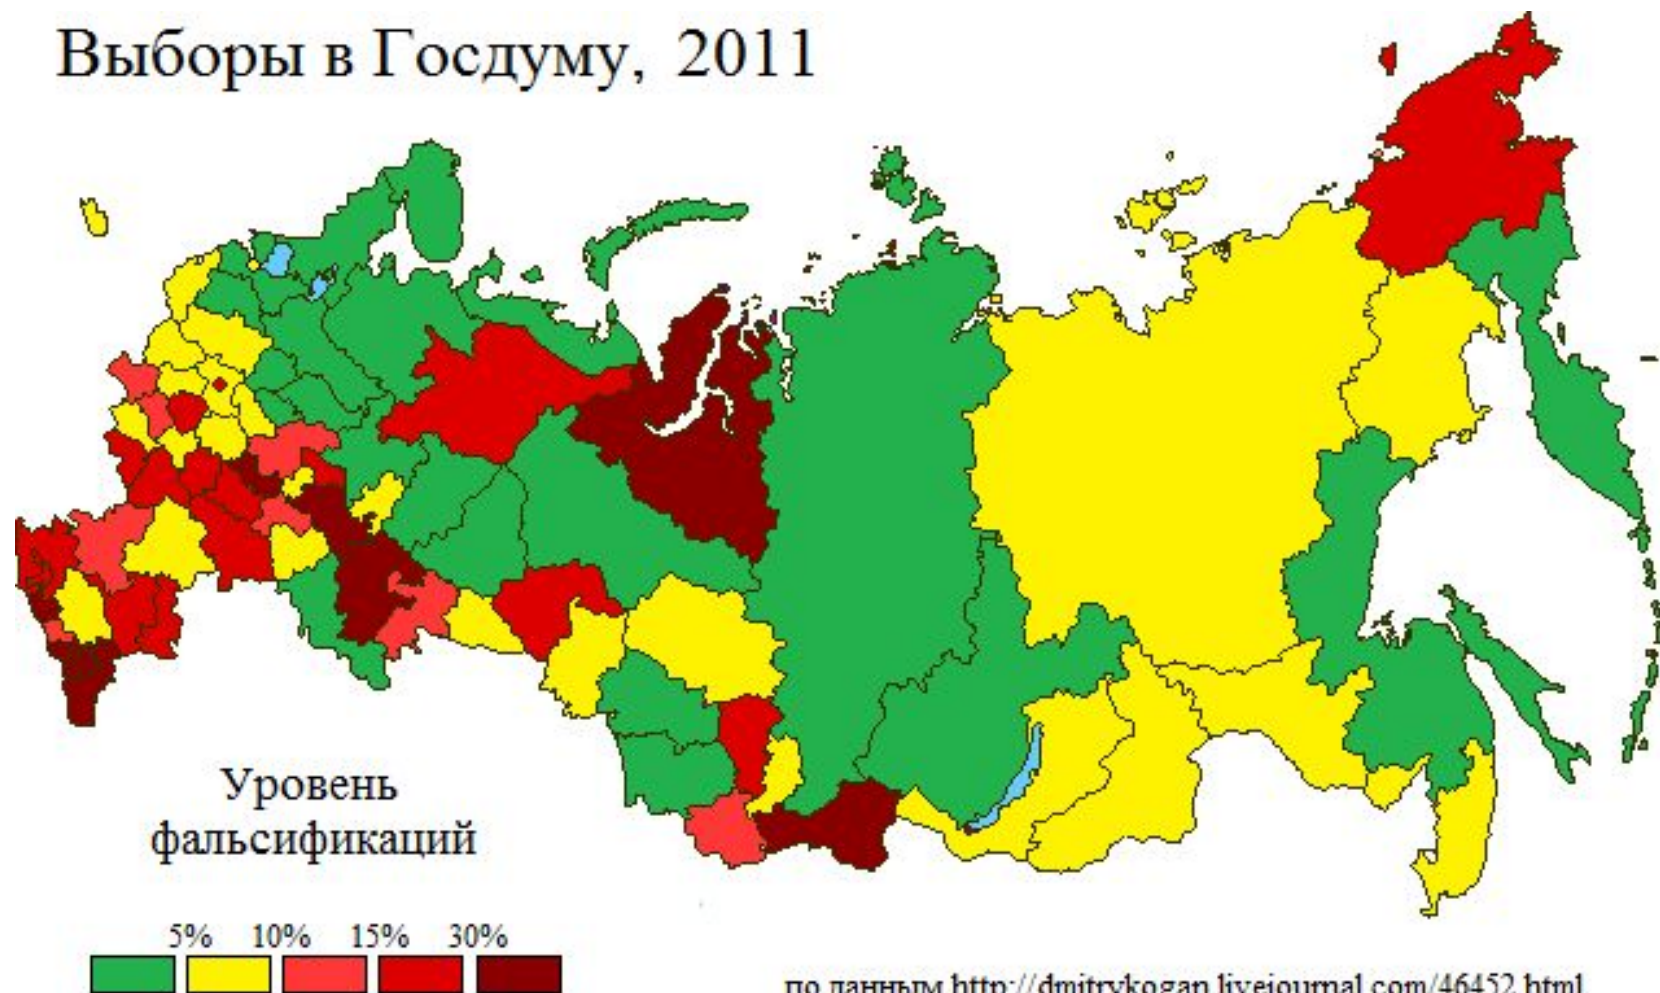 Выборы в Госдуму, 2011
Уровень
фальсификаций
5% 10% 15% 30%
по данным http://dmitrykogan.livejournal.com/46452.html